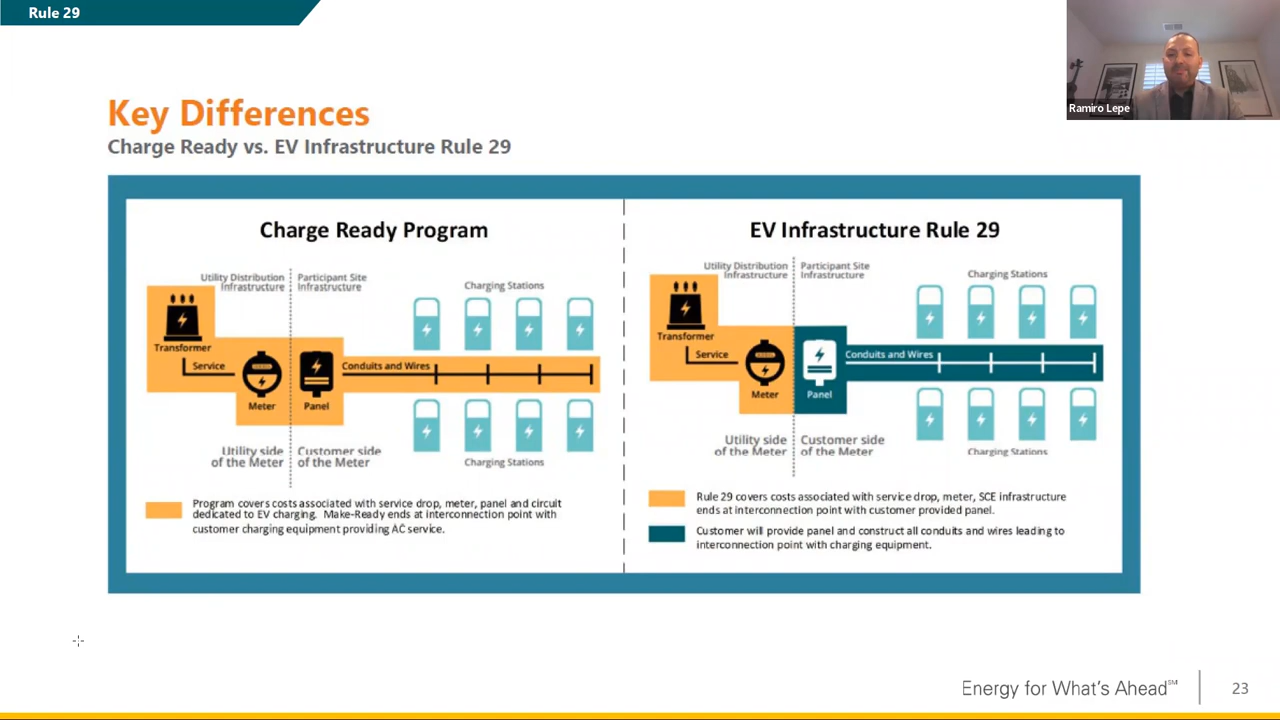 Rule 29
Ramiro Lepe
Key Differences
Charge Ready vs. EV Infrastructure Rule 29
Charge Ready Program
Utility Distribution
Infrastructure
Participant Site
Infrastructure
Charging Stations
Transformer
Service
Conduits and Wires
Meter
Panel
Utility side
of the Meter
Customer side
of the Meter
Charging Stations
Program covers costs associated with service drop, meter, panel and circuit
dedicated to EV charging. Make-Ready ends at interconnection point with
customer charging equipment providing AC service.
EV Infrastructure Rule 29
Utility Distribution
Infrastructure
Participant Site
Infrastructure
Charging Stations
Transformer
Service
Conduits and Wires
Meter
Panel
Utility side
of the Meter
Customer side
of the Meter
Charging Stations
Rule 29 covers costs associated with service drop, meter, SCE infrastructure
ends at interconnection point with customer provided panel.
Customer will provide panel and construct all conduits and wires leading to
interconnection point with charging equipment.
Energy for What's Ahead℠
23